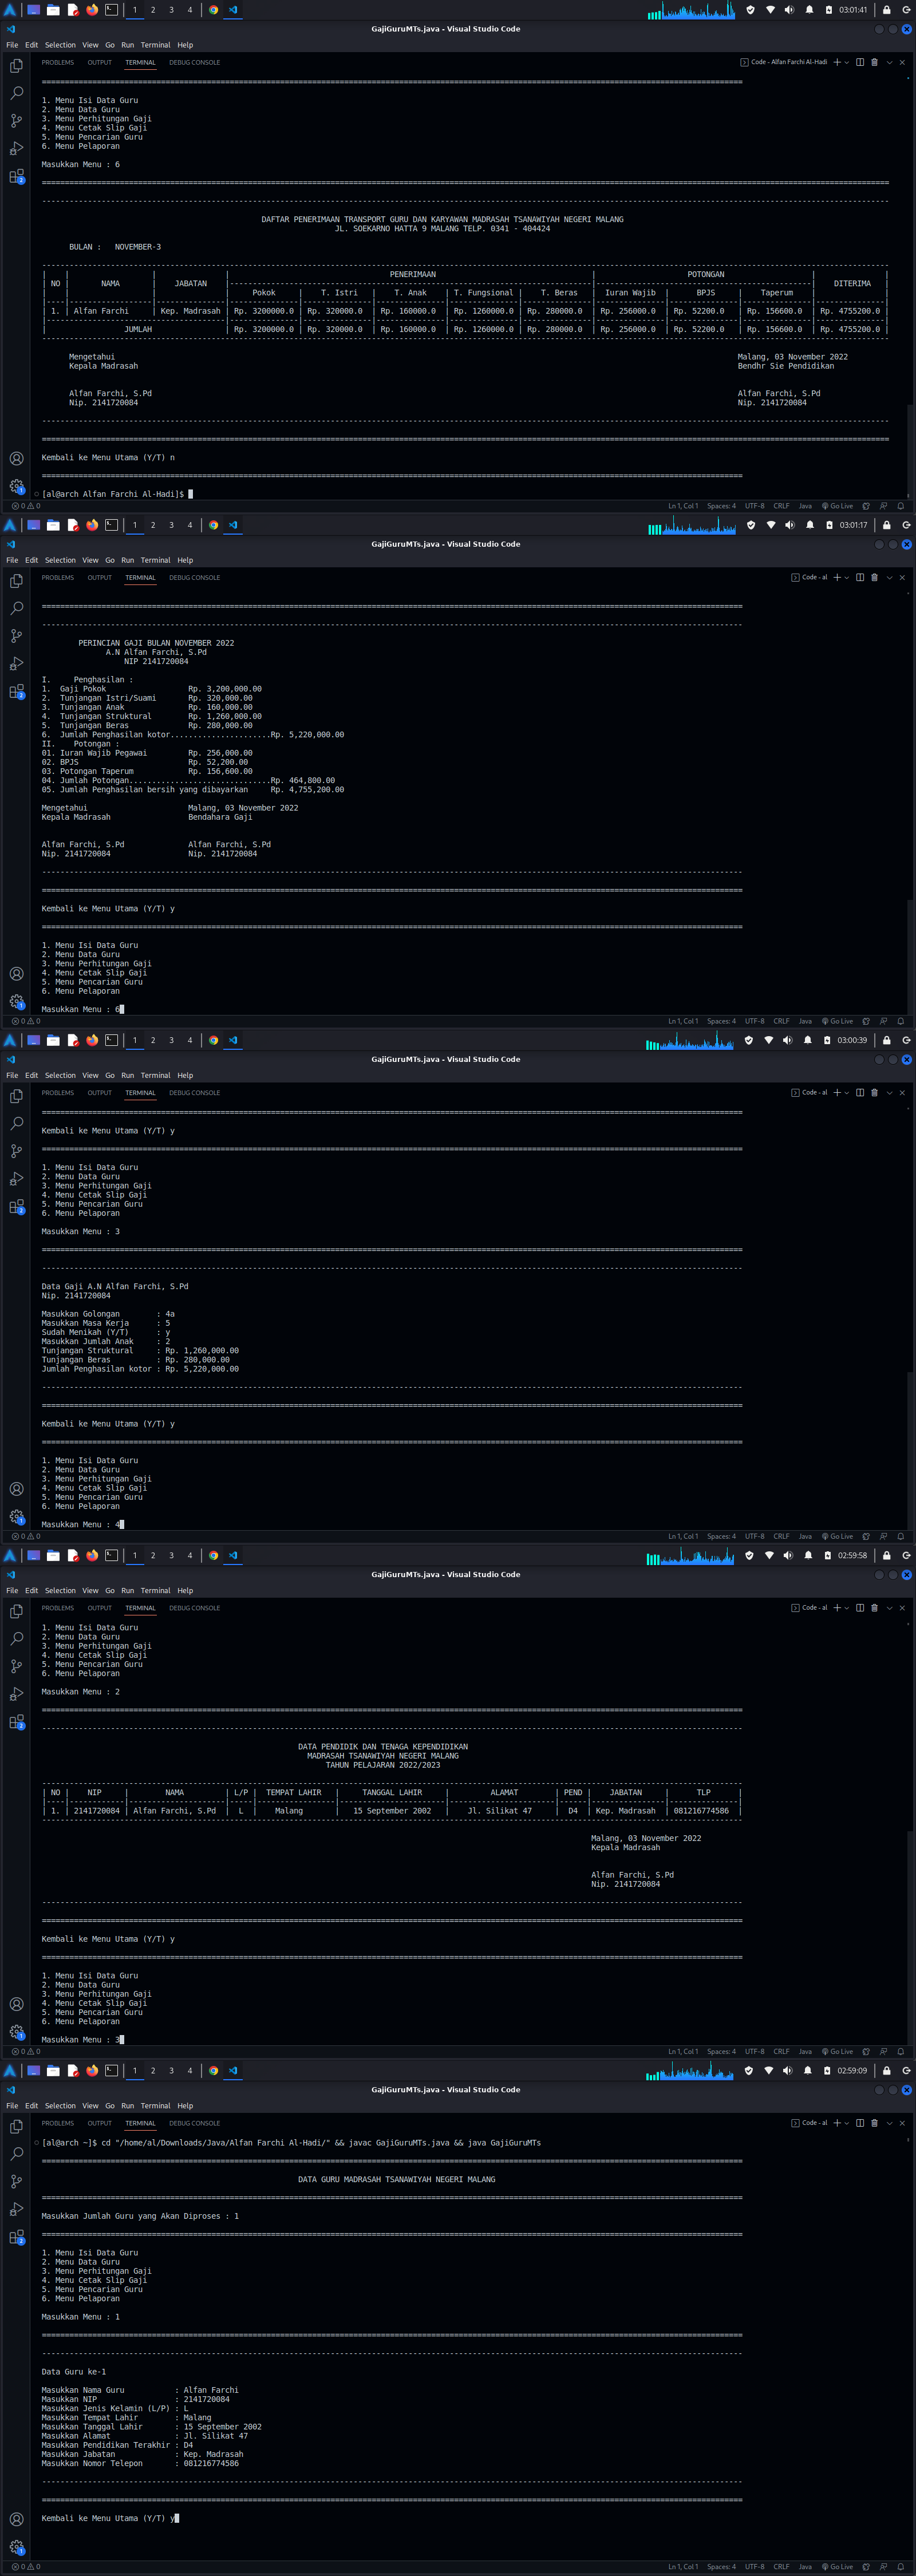 1 2 3 4 03:01:41
GajiGuruMTs.java - Visual Studio Code
File Edit Selection View Go Run Terminal Help
PROBLEMS OUTPUT TERMINAL DEBUG CONSOLE Code - Alfan Farchi Al-Hadi
1. Menu Isi Data Guru
2. Menu Data Guru
3. Menu Perhitungan Gaji
4. Menu Cetak Slip Gaji
5. Menu Pencarian Guru
6. Menu Pelaporan
Masukkan Menu : 6
DAFTAR PENERIMAAN TRANSPORT GURU DAN KARYAWAN MADRASAH TSANAWIYAH NEGERI MALANG
JL. SOEKARNO HATTA 9 MALANG TELP. 0341 - 404424
BULAN : NOVEMBER-3
| NO | NAMA | JABATAN | PENERIMAAN | POTONGAN | DITERIMA |
| Pokok | T. Istri | T. Anak | T. Fungsional | T. Beras | Iuran Wajib | BPJS | Taperum |
| 1. | Alfan Farchi | Kep. Madrasah | Rp. 3200000.0 | Rp. 320000.0 | Rp. 160000.0 | Rp. 1260000.0 | Rp. 280000.0 | Rp. 256000.0 | Rp. 52200.0 | Rp. 156600.0 | Rp. 4755200.0 |
| JUMLAH | Rp. 3200000.0 | Rp. 320000.0 | Rp. 160000.0 | Rp. 1260000.0 | Rp. 280000.0 | Rp. 256000.0 | Rp. 52200.0 | Rp. 156600.0 | Rp. 4755200.0 |
Mengetahui Malang, 03 November 2022
Kepala Madrasah Bendhr Sie Pendidikan
Alfan Farchi, S.Pd Alfan Farchi, S.Pd
Nip. 2141720084 Nip. 2141720084
Kembali ke Menu Utama (Y/T) n
[al@arch Alfan Farchi Al-Hadi]$
0 0 Ln 1, Col 1 Spaces: 4 UTF-8 CRLF Java Go Live
1 2 3 4 03:01:17
GajiGuruMTs.java - Visual Studio Code
File Edit Selection View Go Run Terminal Help
PROBLEMS OUTPUT TERMINAL DEBUG CONSOLE Code - al
PERINCIAN GAJI BULAN NOVEMBER 2022
A.N Alfan Farchi, S.Pd
NIP 2141720084
I. Penghasilan :
1. Gaji Pokok Rp. 3,200,000.00
2. Tunjangan Istri/Suami Rp. 320,000.00
3. Tunjangan Anak Rp. 160,000.00
4. Tunjangan Struktural Rp. 1,260,000.00
5. Tunjangan Beras Rp. 280,000.00
6. Jumlah Penghasilan kotor......................Rp. 5,220,000.00
II. Potongan :
01. Iuran Wajib Pegawai Rp. 256,000.00
02. BPJS Rp. 52,200.00
03. Potongan Taperum Rp. 156,600.00
04. Jumlah Potongan...............................Rp. 464,800.00
05. Jumlah Penghasilan bersih yang dibayarkan Rp. 4,755,200.00
Mengetahui Malang, 03 November 2022
Kepala Madrasah Bendahara Gaji
Alfan Farchi, S.Pd Alfan Farchi, S.Pd
Nip. 2141720084 Nip. 2141720084
Kembali ke Menu Utama (Y/T) y
1. Menu Isi Data Guru
2. Menu Data Guru
3. Menu Perhitungan Gaji
4. Menu Cetak Slip Gaji
5. Menu Pencarian Guru
6. Menu Pelaporan
Masukkan Menu : 6
0 0 Ln 1, Col 1 Spaces: 4 UTF-8 CRLF Java Go Live
1 2 3 4 03:00:39
GajiGuruMTs.java - Visual Studio Code
File Edit Selection View Go Run Terminal Help
PROBLEMS OUTPUT TERMINAL DEBUG CONSOLE Code - al
Kembali ke Menu Utama (Y/T) y
1. Menu Isi Data Guru
2. Menu Data Guru
3. Menu Perhitungan Gaji
4. Menu Cetak Slip Gaji
5. Menu Pencarian Guru
6. Menu Pelaporan
Masukkan Menu : 3
Data Gaji A.N Alfan Farchi, S.Pd
Nip. 2141720084
Masukkan Golongan : 4a
Masukkan Masa Kerja : 5
Sudah Menikah (Y/T) : y
Masukkan Jumlah Anak : 2
Tunjangan Struktural : Rp. 1,260,000.00
Tunjangan Beras : Rp. 280,000.00
Jumlah Penghasilan kotor : Rp. 5,220,000.00
Kembali ke Menu Utama (Y/T) y
1. Menu Isi Data Guru
2. Menu Data Guru
3. Menu Perhitungan Gaji
4. Menu Cetak Slip Gaji
5. Menu Pencarian Guru
6. Menu Pelaporan
Masukkan Menu : 4
0 0 Ln 1, Col 1 Spaces: 4 UTF-8 CRLF Java Go Live
1 2 3 4 02:59:58
GajiGuruMTs.java - Visual Studio Code
File Edit Selection View Go Run Terminal Help
PROBLEMS OUTPUT TERMINAL DEBUG CONSOLE Code - al
1. Menu Isi Data Guru
2. Menu Data Guru
3. Menu Perhitungan Gaji
4. Menu Cetak Slip Gaji
5. Menu Pencarian Guru
6. Menu Pelaporan
Masukkan Menu : 2
DATA PENDIDIK DAN TENAGA KEPENDIDIKAN
MADRASAH TSANAWIYAH NEGERI MALANG
TAHUN PELAJARAN 2022/2023
| NO | NIP | NAMA | L/P | TEMPAT LAHIR | TANGGAL LAHIR | ALAMAT | PEND | JABATAN | TLP |
| 1. | 2141720084 | Alfan Farchi, S.Pd | L | Malang | 15 September 2002 | Jl. Silikat 47 | D4 | Kep. Madrasah | 081216774586 |
Malang, 03 November 2022
Kepala Madrasah
Alfan Farchi, S.Pd
Nip. 2141720084
Kembali ke Menu Utama (Y/T) y
1. Menu Isi Data Guru
2. Menu Data Guru
3. Menu Perhitungan Gaji
4. Menu Cetak Slip Gaji
5. Menu Pencarian Guru
6. Menu Pelaporan
Masukkan Menu : 3
0 0 Ln 1, Col 1 Spaces: 4 UTF-8 CRLF Java Go Live
1 2 3 4 02:59:09
GajiGuruMTs.java - Visual Studio Code
File Edit Selection View Go Run Terminal Help
PROBLEMS OUTPUT TERMINAL DEBUG CONSOLE Code - al
[al@arch ~]$ cd "/home/al/Downloads/Java/Alfan Farchi Al-Hadi/" && javac GajiGuruMTs.java && java GajiGuruMTs
DATA GURU MADRASAH TSANAWIYAH NEGERI MALANG
Masukkan Jumlah Guru yang Akan Diproses : 1
1. Menu Isi Data Guru
2. Menu Data Guru
3. Menu Perhitungan Gaji
4. Menu Cetak Slip Gaji
5. Menu Pencarian Guru
6. Menu Pelaporan
Masukkan Menu : 1
Data Guru ke-1
Masukkan Nama Guru : Alfan Farchi
Masukkan NIP : 2141720084
Masukkan Jenis Kelamin (L/P) : L
Masukkan Tempat Lahir : Malang
Masukkan Tanggal Lahir : 15 September 2002
Masukkan Alamat : Jl. Silikat 47
Masukkan Pendidikan Terakhir : D4
Masukkan Jabatan : Kep. Madrasah
Masukkan Nomor Telepon : 081216774586
Kembali ke Menu Utama (Y/T) y
0 0 Ln 1, Col 1 Spaces: 4 UTF-8 CRLF Java Go Live